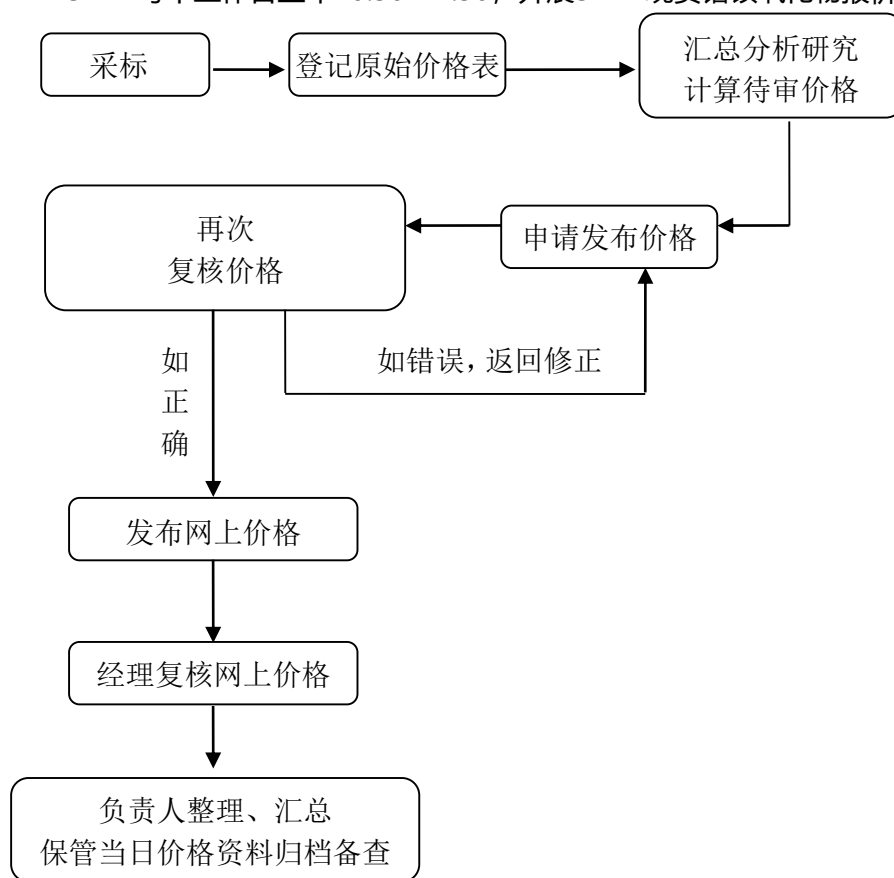 采标
登记原始价格表
汇总分析研究
计算待审价格
再次
复核价格
申请发布价格
如错误，返回修正
如
正
确
发布网上价格
经理复核网上价格
负责人整理、汇总
保管当日价格资料归档备查